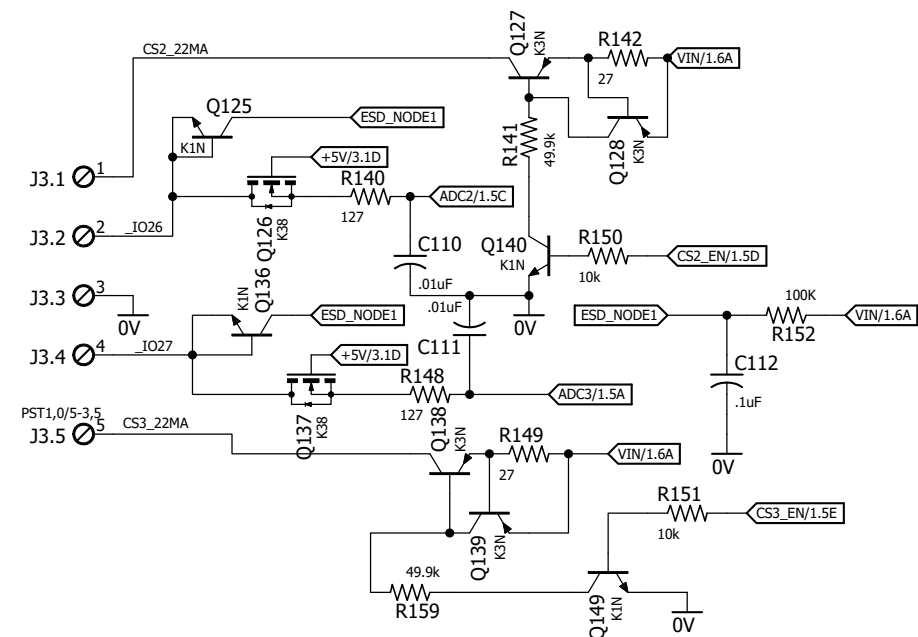 Q127
K3N
R142
27
VIN/1.6A
CS2_22MA
Q125
K1N
ESD_NODE1
R141
49.9k
Q128
K3N
J3.1
1
+5V/3.1D
R140
127
ADC2/1.5C
J3.2
2
_IO26
Q126
K38
C110
.01uF
Q140
K1N
R150
10k
CS2_EN/1.5D
J3.3
3
0V
Q136
K1N
ESD_NODE1
.01uF
C111
0V
ESD_NODE1
100K
R152
VIN/1.6A
J3.4
4
_IO27
+5V/3.1D
R148
127
ADC3/1.5A
C112
.1uF
0V
Q137
K38
PST1,0/5-3,5
J3.5
5
CS3_22MA
Q138
K3N
R149
27
VIN/1.6A
Q139
K3N
R151
10k
CS3_EN/1.5E
49.9k
R159
Q149
K1N
0V